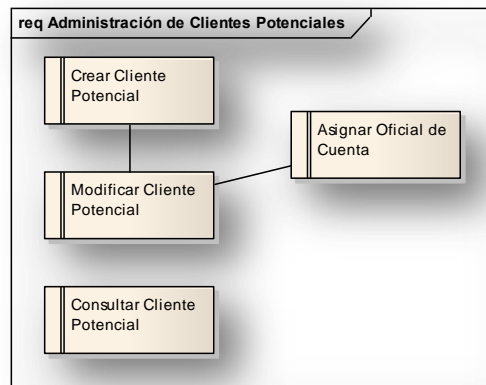 req Administración de Clientes Potenciales
Crear Cliente
Potencial
Asignar Oficial de
Cuenta
Modificar Cliente
Potencial
Consultar Cliente
Potencial